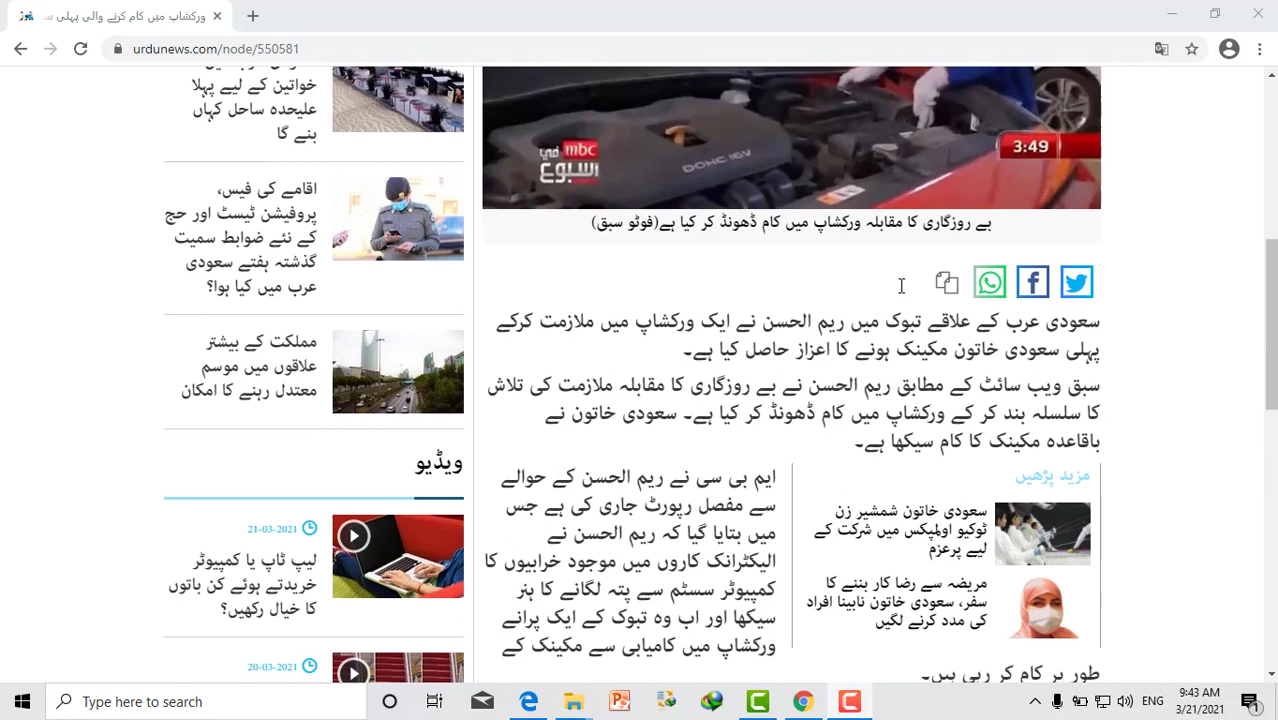 ورکشاپ میں کام کرنے والی پہلی س
urdunews.com/node/550581
mbc في
أسبوع
DOHC 16V
3:49
بے روزگاری کا مقابلہ ورکشاپ میں کام ڈھونڈ کر کیا ہے(فوٹو سبق)
سعودی عرب کے علاقے تبوک میں ریم الحسن نے ایک ورکشاپ میں ملازمت کرکے
پہلی سعودی خاتون مکینک ہونے کا اعزاز حاصل کیا ہے۔
سبق ویب سائٹ کے مطابق ریم الحسن نے بے روزگاری کا مقابلہ ملازمت کی تلاش
کا سلسلہ بند کر کے ورکشاپ میں کام ڈھونڈ کر کیا ہے۔ سعودی خاتون نے
باقاعدہ مکینک کا کام سیکھا ہے۔
مزید پڑھیں
سعودی خاتون شمشیر زن
ٹوکیو اولمپکس میں شرکت کے
لیے پرعزم
مریضہ سے رضا کار بننے کا
سفر، سعودی خاتون نابینا افراد
کی مدد کرنے لگیں
ایم بی سی نے ریم الحسن کے حوالے
سے مفصل رپورٹ جاری کی ہے جس
میں بتایا گیا کہ ریم الحسن نے
الیکٹرانک کاروں میں موجود خرابیوں کا
کمپیوٹر سسٹم سے پتہ لگانے کا ہنر
سیکھا اور اب وہ تبوک کے ایک پرانے
ورکشاپ میں کامیابی سے مکینک کے
طور پر کام کر رہی ہیں۔
خواتین کے لیے پہلا
علیحدہ ساحل کہاں
بنے گا
اقامے کی فیس،
پروفیشن ٹیسٹ اور حج
کے نئے ضوابط سمیت
گذشتہ ہفتے سعودی
عرب میں کیا ہوا؟
مملکت کے بیشتر
علاقوں میں موسم
معتدل رہنے کا امکان
ویڈیو
21-03-2021
لیپ ٹاپ یا کمپیوٹر
خریدتے ہوئے کن باتوں
کا خیال رکھیں؟
20-03-2021
Type here to search
ENG
9:43 AM
3/21/2021